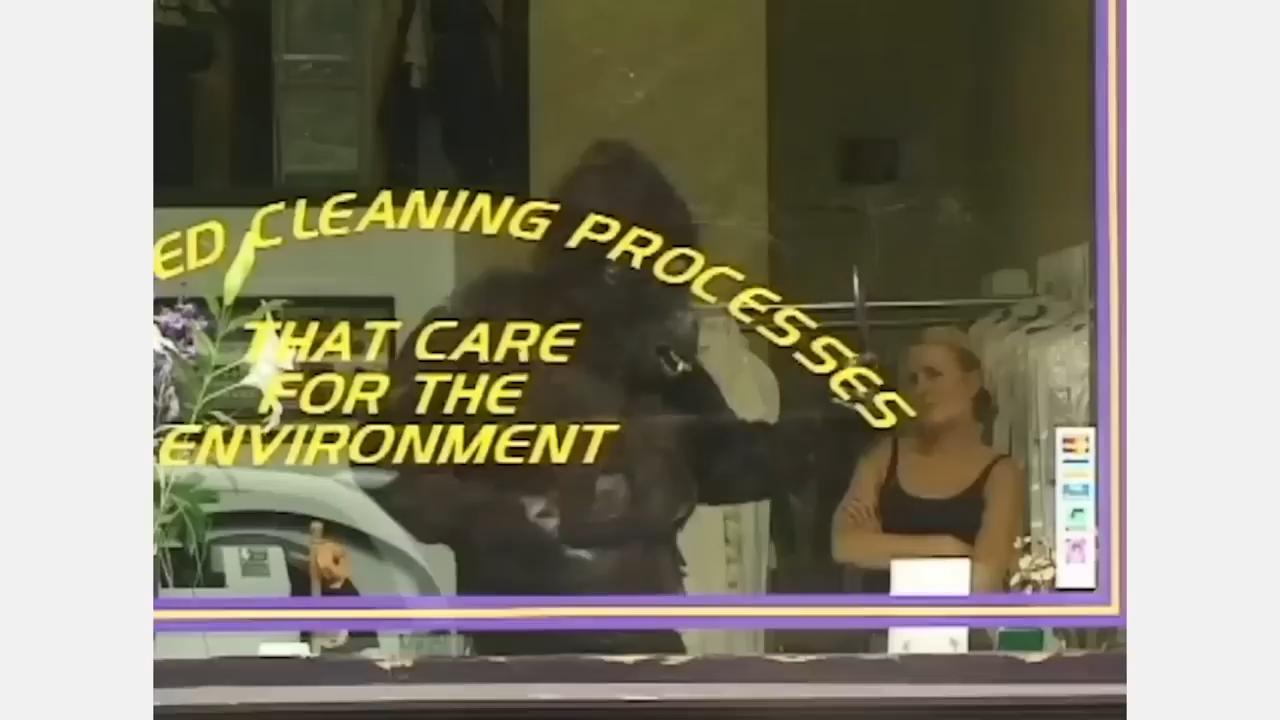 ED CLEANING PROCESSES
THAT CARE
FOR THE
ENVIRONMENT